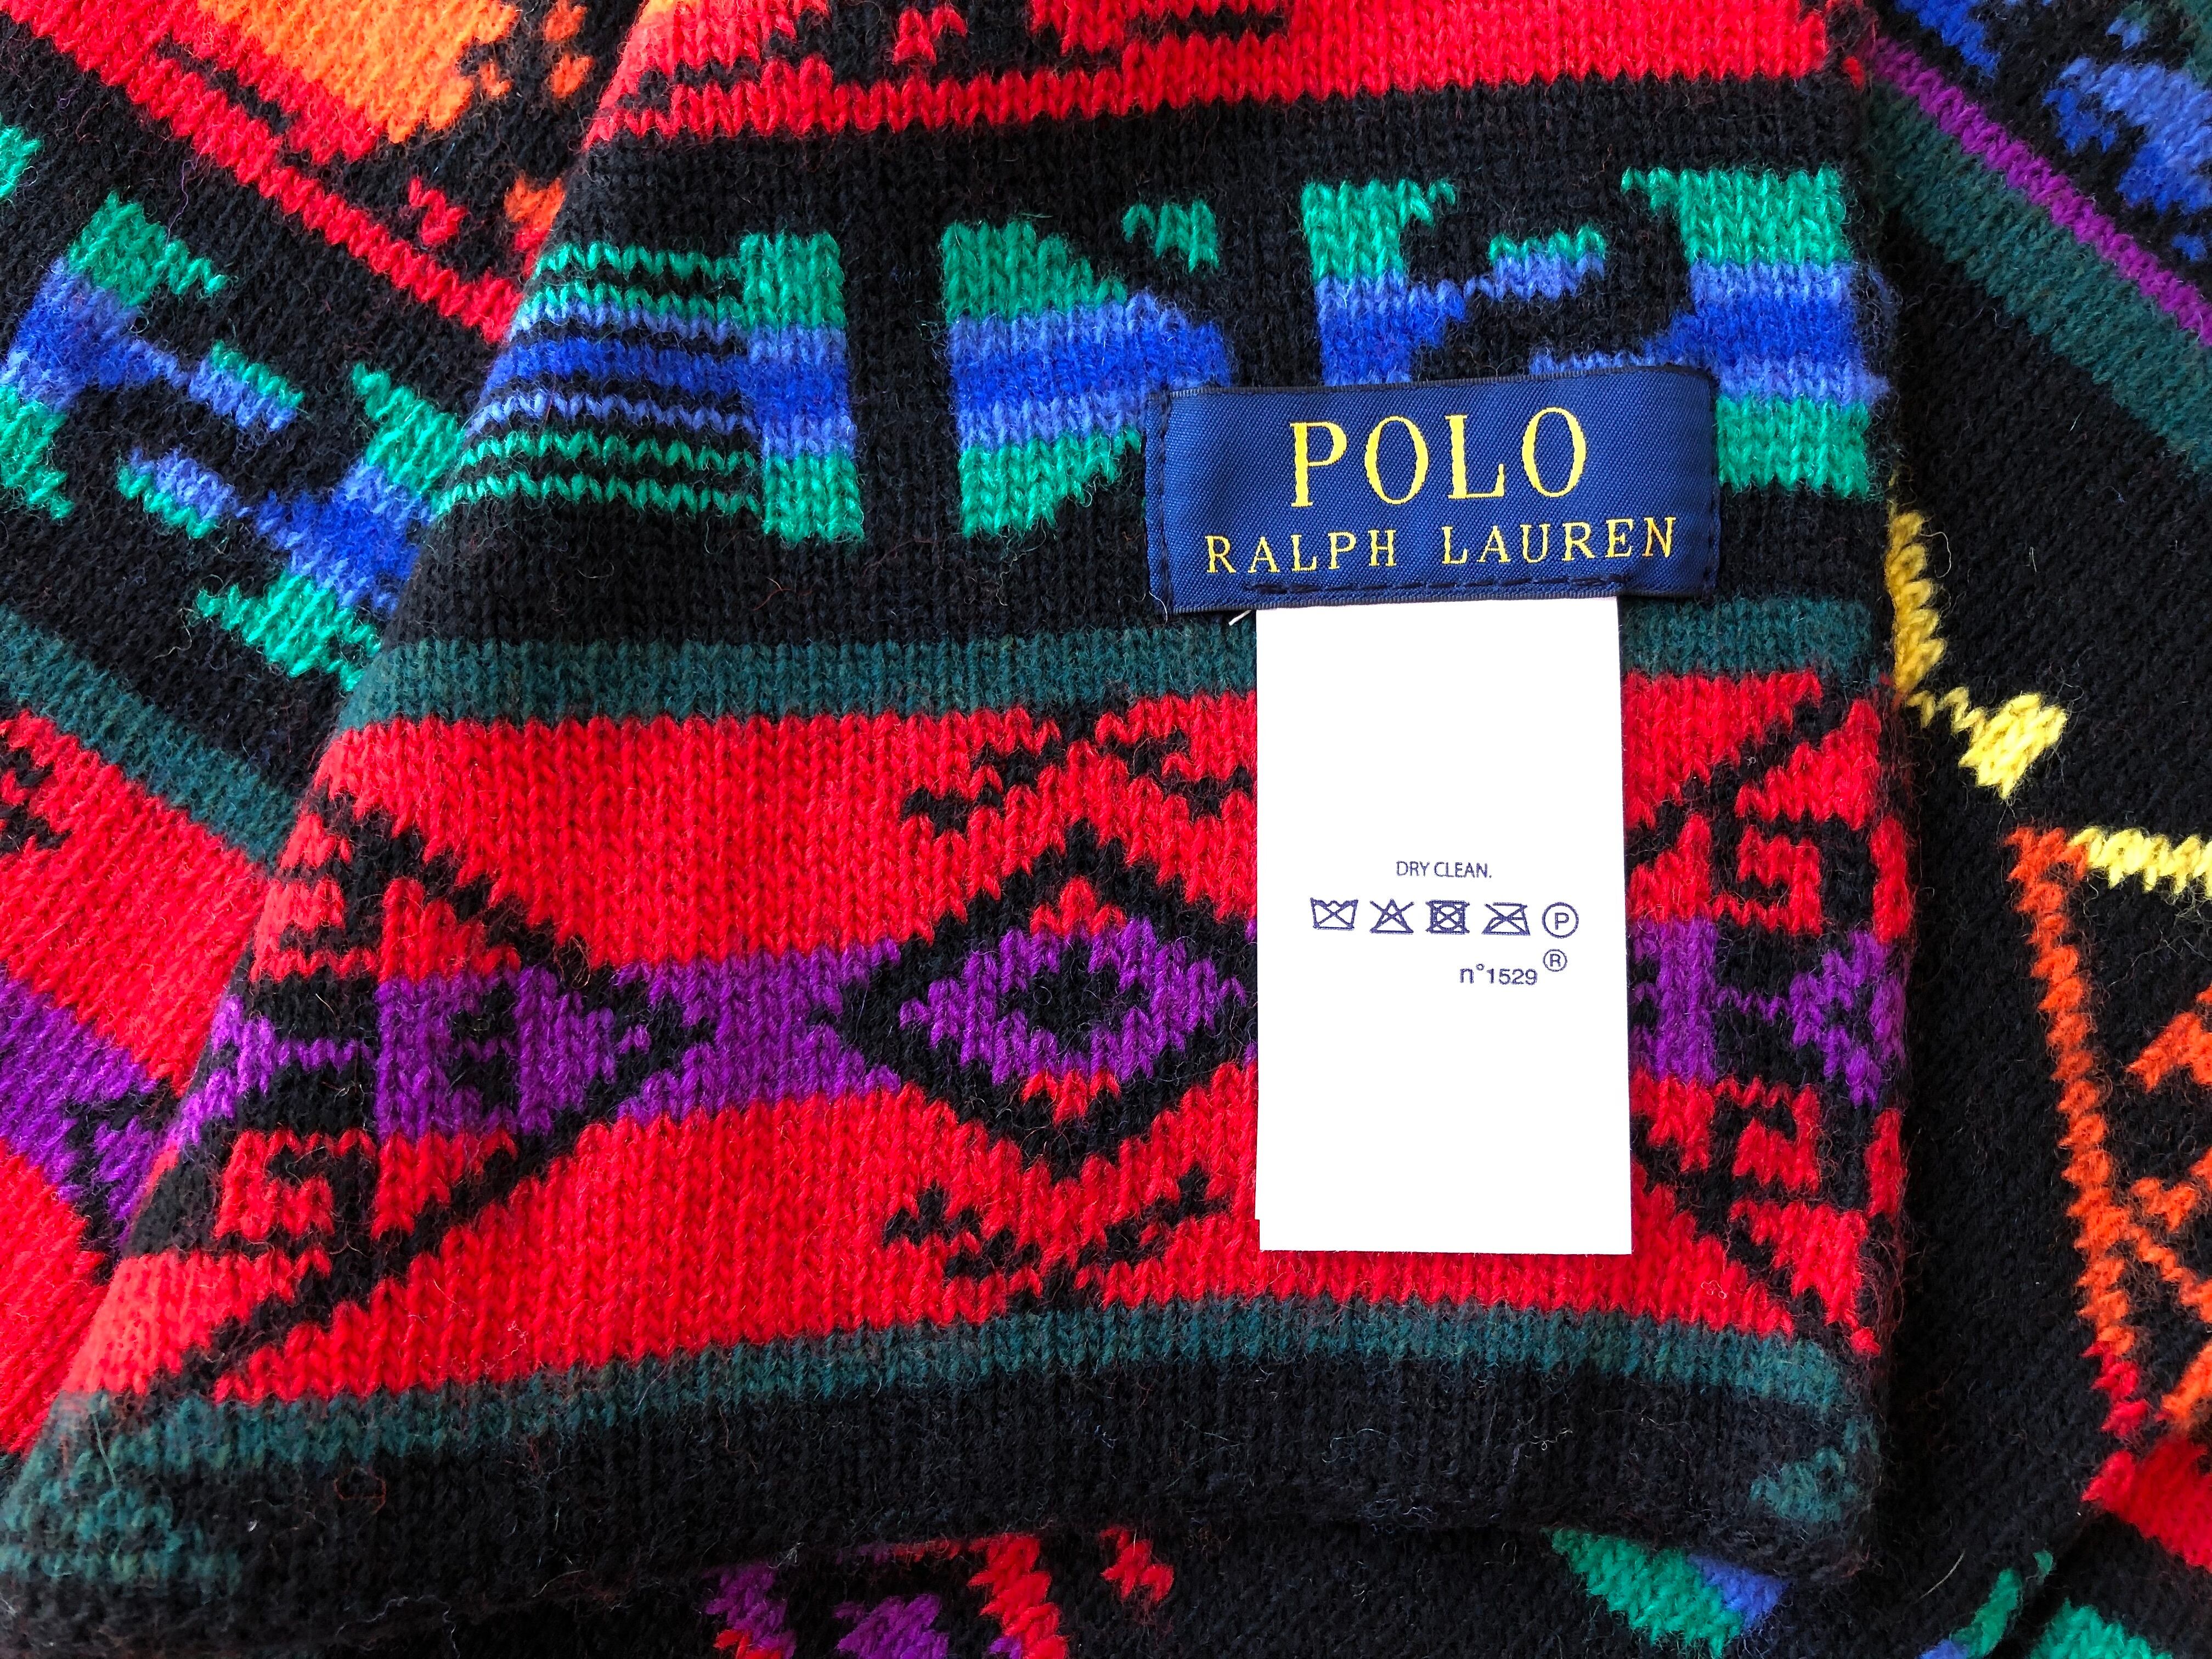 POLO
RALPH LAUREN
DRY CLEAN.
P
®
n°1529